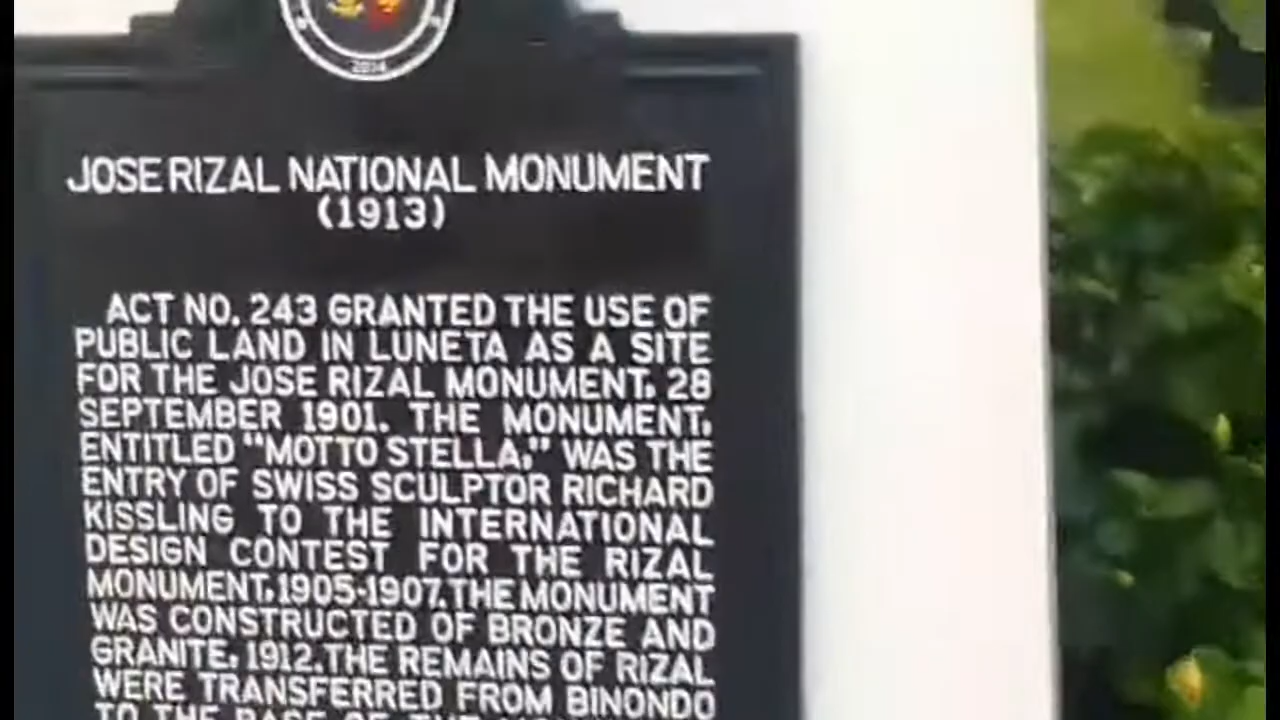 2014
JOSE RIZAL NATIONAL MONUMENT
(1913)
ACT NO. 243 GRANTED THE USE OF
PUBLIC LAND IN LUNETA AS A SITE
FOR THE JOSE RIZAL MONUMENT, 28
SEPTEMBER 1901. THE MONUMENT,
ENTITLED "MOTTO STELLA," WAS THE
ENTRY OF SWISS SCULPTOR RICHARD
KISSLING TO THE INTERNATIONAL
DESIGN CONTEST FOR THE RIZAL
MONUMENT, 1905-1907. THE MONUMENT
WAS CONSTRUCTED OF BRONZE AND
GRANITE, 1912. THE REMAINS OF RIZAL
WERE TRANSFERRED FROM BINONDO
TO THE BASE OF THE